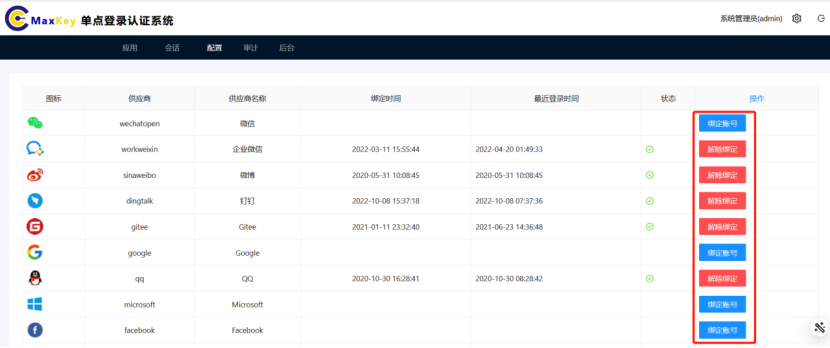 MaxKey 单点登录认证系统 系统管理员(admin)
应用 会话 配置 审计 后台
图标 供应商 供应商名称 绑定时间 最近登录时间 状态 操作
wechatopen 微信 绑定账号
workweixin 企业微信 2022-03-11 15:55:44 2022-04-20 01:49:33 解除绑定
sinaweibo 微博 2020-05-31 10:08:45 2020-05-31 10:08:45 解除绑定
dingtalk 钉钉 2022-10-08 15:37:18 2022-10-08 07:37:36 解除绑定
gitee Gitee 2021-01-11 23:32:40 2021-06-23 14:36:48 解除绑定
google Google 绑定账号
qq QQ 2020-10-30 16:28:41 2020-10-30 08:28:42 解除绑定
microsoft Microsoft 绑定账号
facebook Facebook 绑定账号